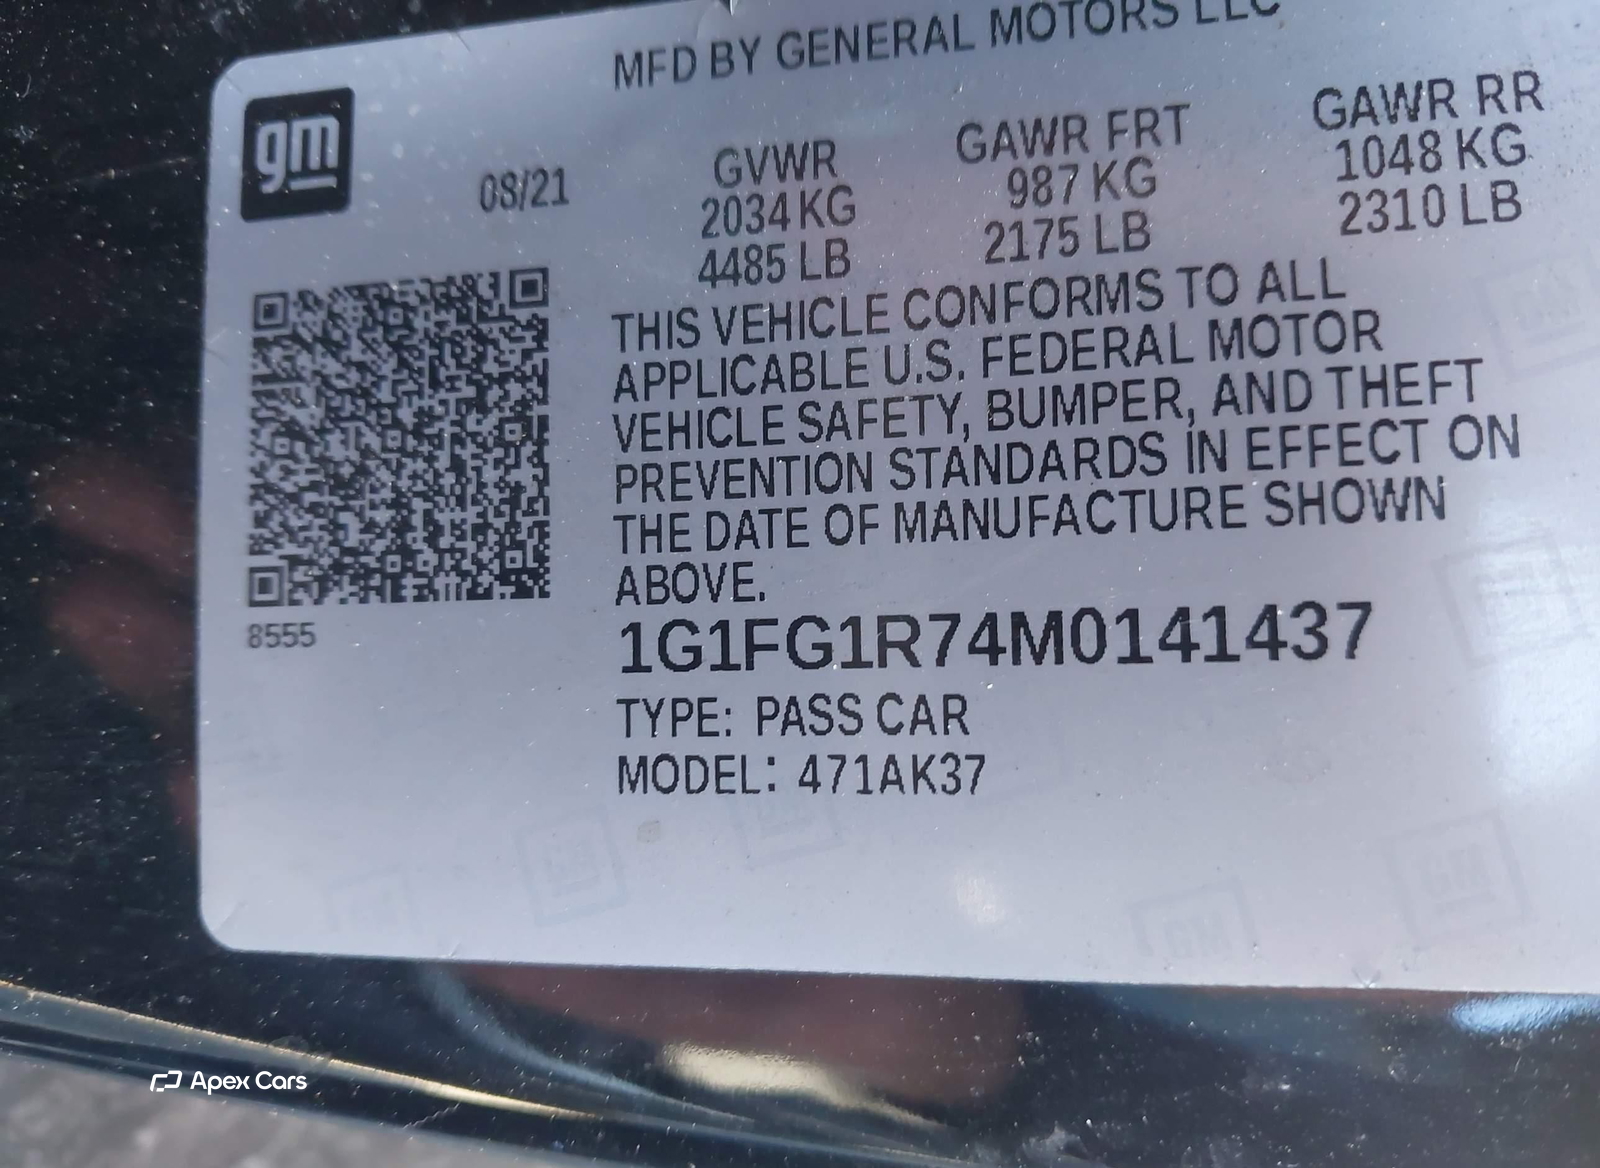 MFD BY GENERAL MOTORS LLC
gm
08/21
GVWR
2034 KG
4485 LB
GAWR FRT
987 KG
2175 LB
GAWR RR
1048 KG
2310 LB
THIS VEHICLE CONFORMS TO ALL
APPLICABLE U.S. FEDERAL MOTOR
VEHICLE SAFETY, BUMPER, AND THEFT
PREVENTION STANDARDS IN EFFECT ON
THE DATE OF MANUFACTURE SHOWN
ABOVE.
8555
1G1FG1R74M0141437
TYPE: PASS CAR
MODEL: 471AK37
GM
GM
GM
Apex Cars